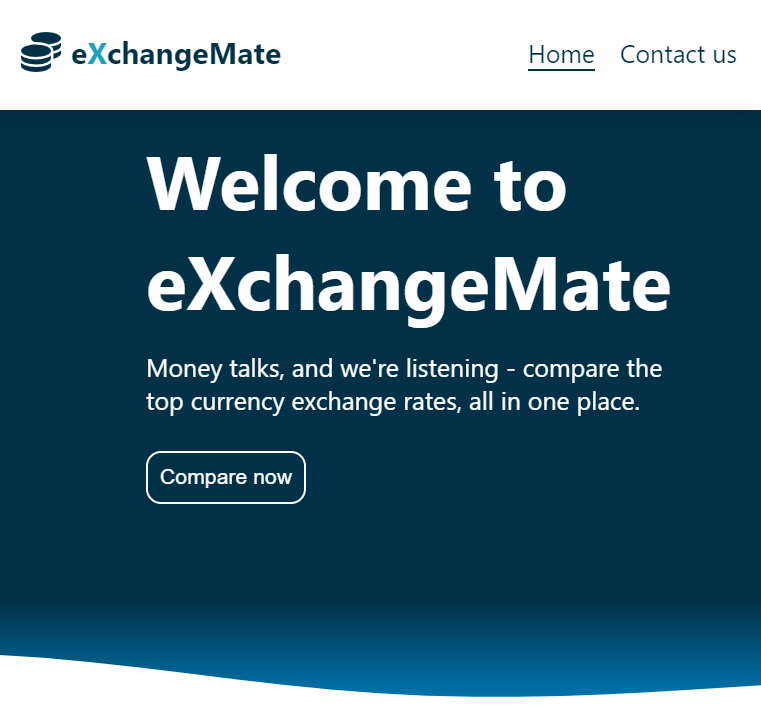 eXchangeMate
Home
Contact us
Welcome to
eXchangeMate
Money talks, and we're listening - compare the
top currency exchange rates, all in one place.
Compare now